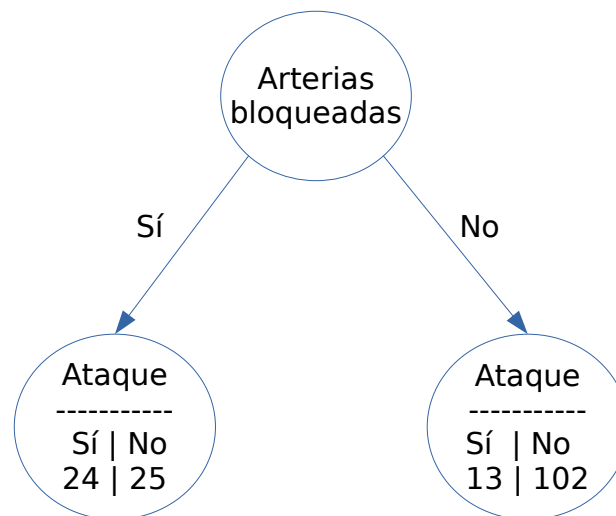 Arterias
bloqueadas
Sí
No
Ataque
-----------
Sí | No
24 | 25
Ataque
-----------
Sí | No
13 | 102